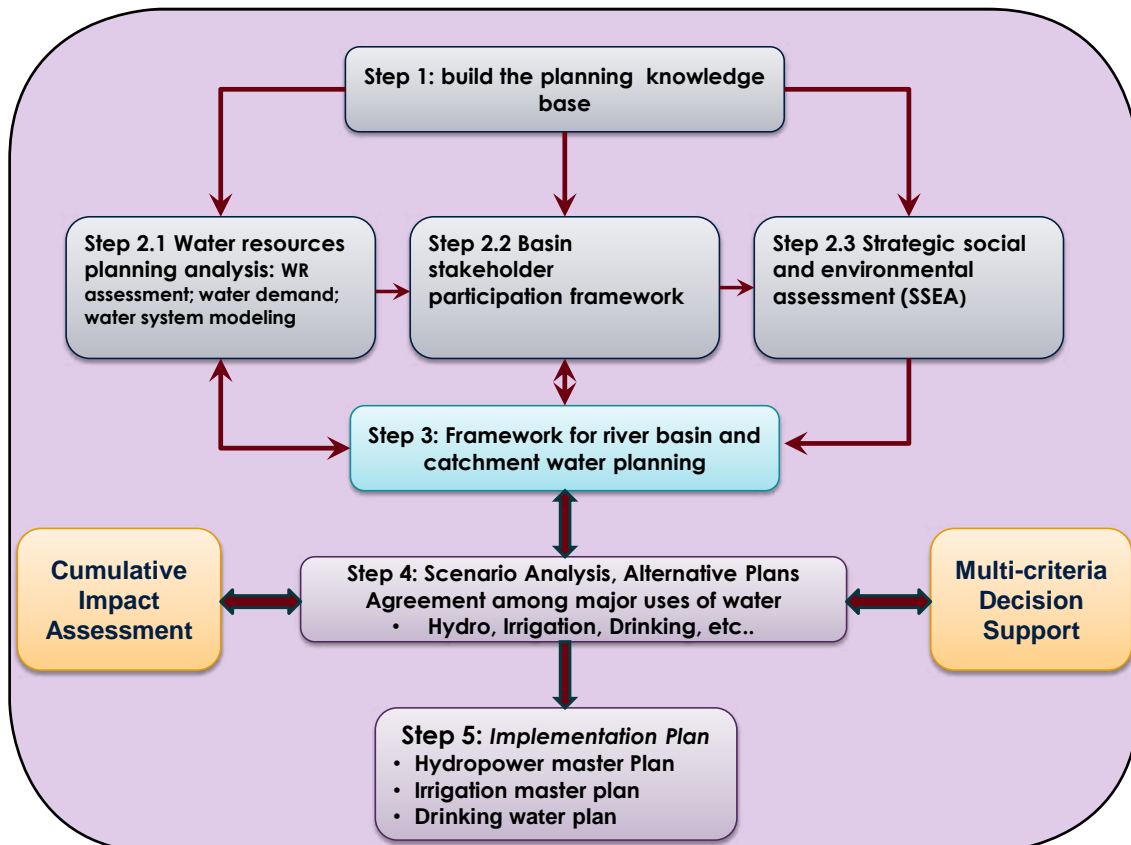 Step 1: build the planning knowledge
base
Step 2.1 Water resources
planning analysis: WR
assessment; water demand;
water system modeling
Step 2.2 Basin
stakeholder
participation framework
Step 2.3 Strategic social
and environmental
assessment (SSEA)
Step 3: Framework for river basin and
catchment water planning
Cumulative
Impact
Assessment
Step 4: Scenario Analysis, Alternative Plans
Agreement among major uses of water
• Hydro, Irrigation, Drinking, etc..
Multi-criteria
Decision
Support
Step 5: Implementation Plan
• Hydropower master Plan
• Irrigation master plan
• Drinking water plan